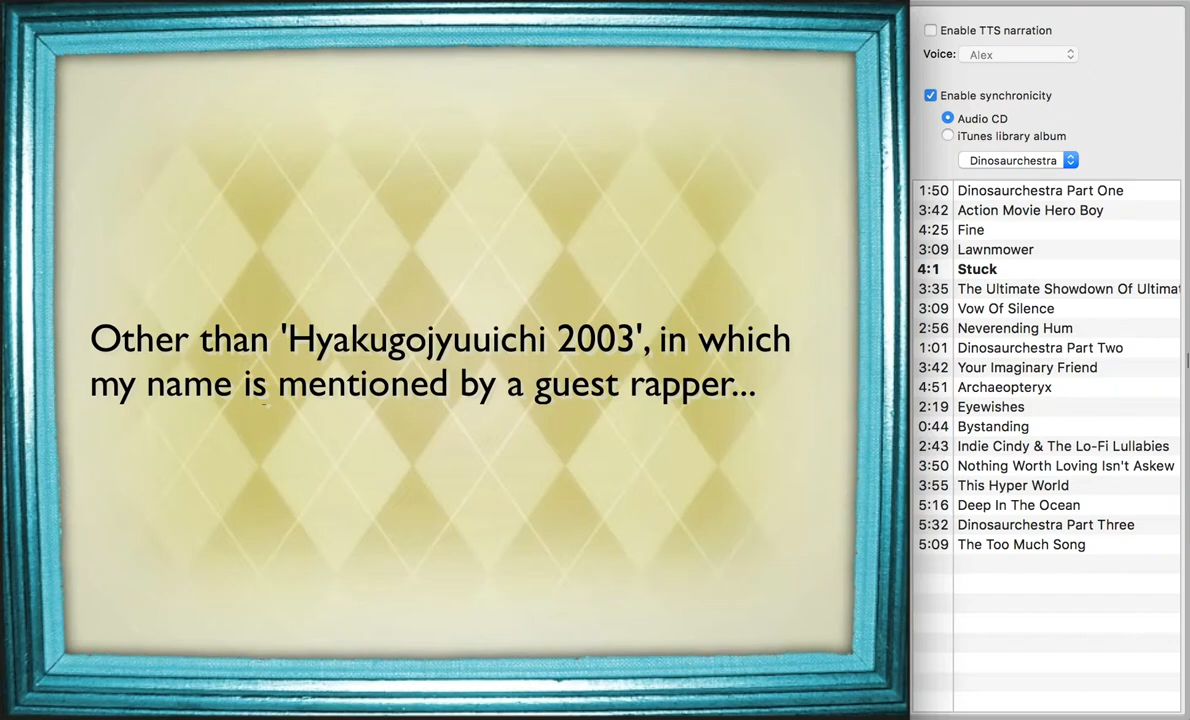 Other than 'Hyakugojyuuichi 2003', in which
my name is mentioned by a guest rapper...
Enable TTS narration
Voice: Alex
Enable synchronicity
Audio CD
iTunes library album
Dinosaurchestra
1:50 Dinosaurchestra Part One
3:42 Action Movie Hero Boy
4:25 Fine
3:09 Lawnmower
4:1 Stuck
3:35 The Ultimate Showdown Of Ultimat
3:09 Vow Of Silence
2:56 Neverending Hum
1:01 Dinosaurchestra Part Two
3:42 Your Imaginary Friend
4:51 Archaeopteryx
2:19 Eyewishes
0:44 Bystanding
2:43 Indie Cindy & The Lo-Fi Lullabies
3:50 Nothing Worth Loving Isn't Askew
3:55 This Hyper World
5:16 Deep In The Ocean
5:32 Dinosaurchestra Part Three
5:09 The Too Much Song